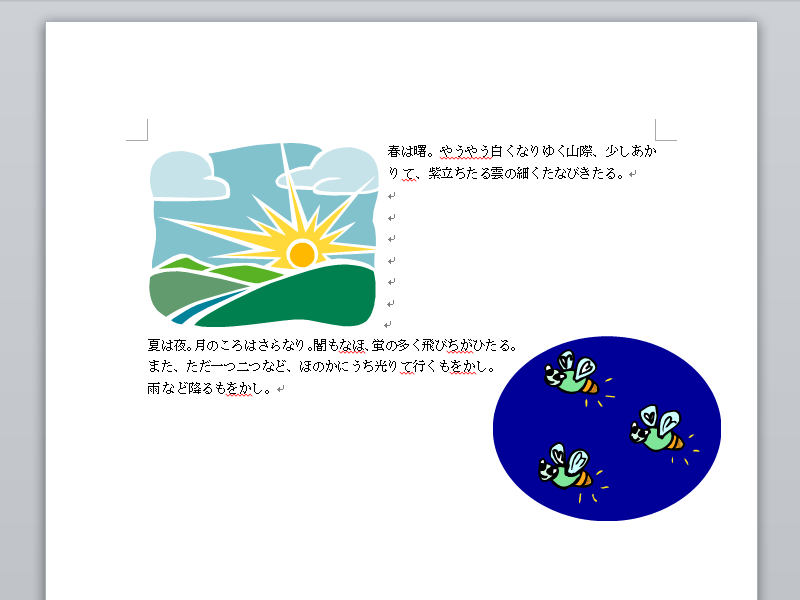 春は曙。やうやう白くなりゆく山際、少しあか
りて、紫立ちたる雲の細くたなびきたる。
夏は夜。月のころはさらなり。闇もなほ、蛍の多く飛びちがひたる。
また、ただ一つ二つなど、ほのかにうち光りて行くもをかし。
雨など降るもをかし。